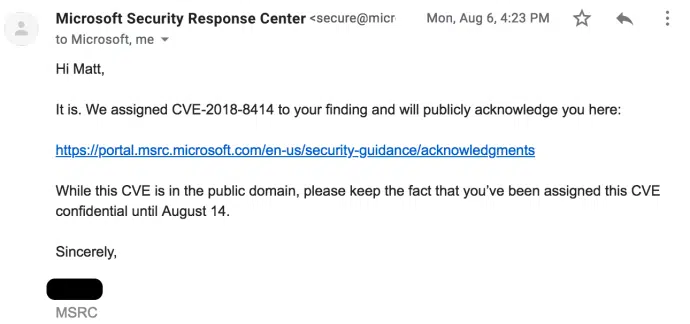 Microsoft Security Response Center <secure@micr Mon, Aug 6, 4:23 PM
to Microsoft, me
Hi Matt,
It is. We assigned CVE-2018-8414 to your finding and will publicly acknowledge you here:
https://portal.msrc.microsoft.com/en-us/security-guidance/acknowledgments
While this CVE is in the public domain, please keep the fact that you've been assigned this CVE
confidential until August 14.
Sincerely,
MSRC